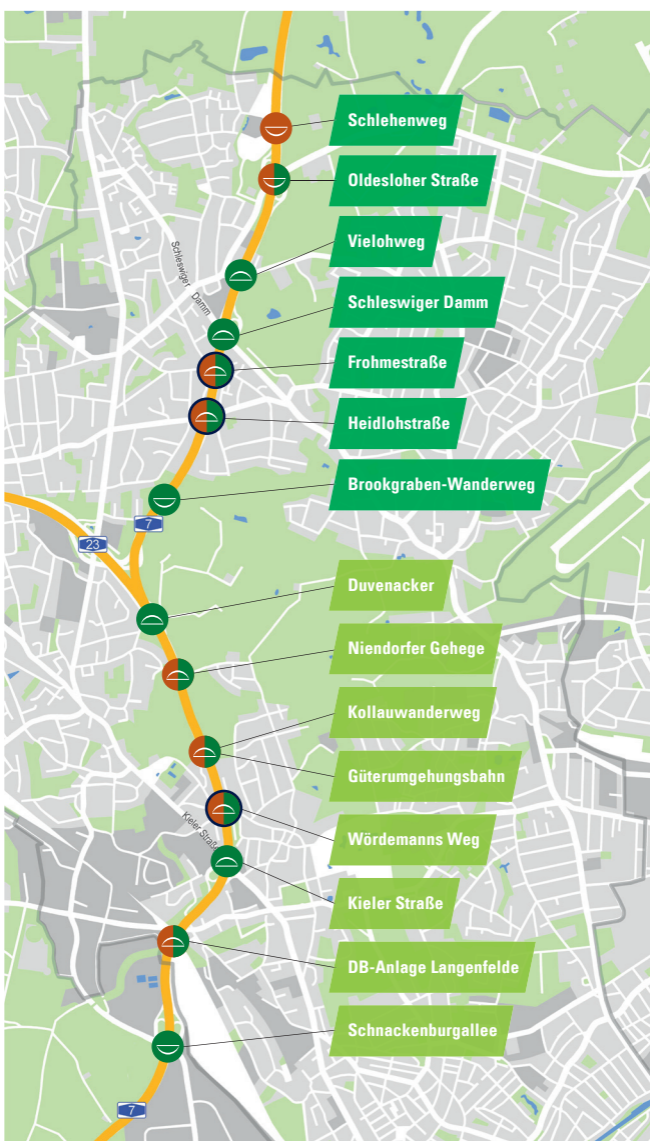 Schlehenweg
Oldesloher Straße
Vielohweg
Schleswiger Damm
Schleswiger Damm
Frohmestraße
Heidlohstraße
Brookgraben-Wanderweg
7
23
Duvenacker
Niendorfer Gehege
Kollauwanderweg
Güterumgehungsbahn
Wördemanns Weg
Kieler Straße
Kieler Straße
DB-Anlage Langenfelde
Schnackenburgallee
7